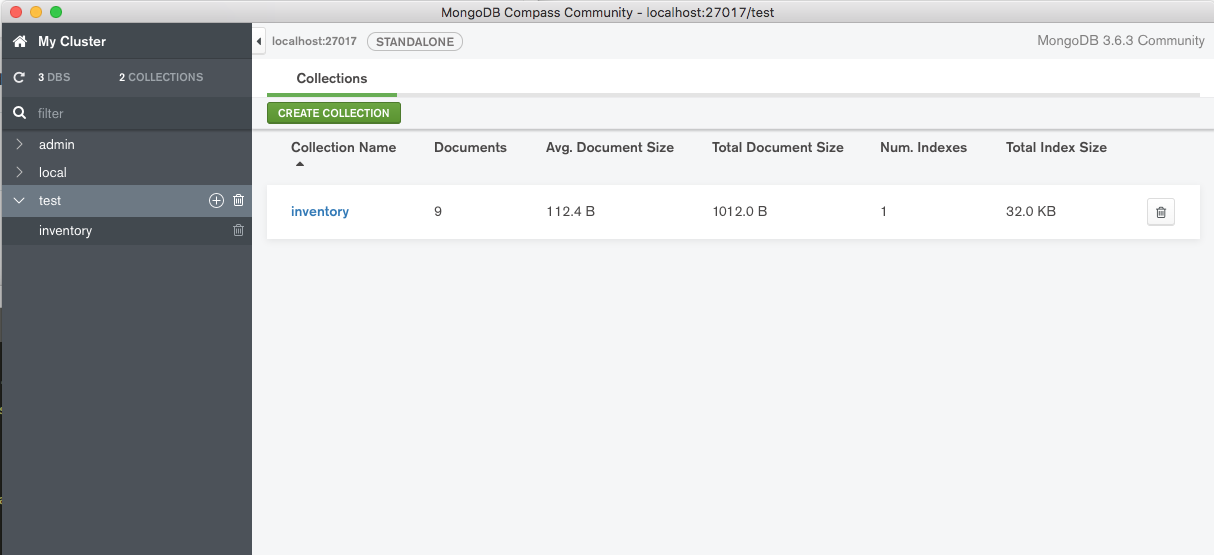 MongoDB Compass Community - localhost:27017/test
My Cluster
3 DBS 2 COLLECTIONS
filter
admin
local
test
inventory
localhost:27017 STANDALONE MongoDB 3.6.3 Community
Collections
CREATE COLLECTION
Collection Name Documents Avg. Document Size Total Document Size Num. Indexes Total Index Size
inventory 9 112.4 B 1012.0 B 1 32.0 KB